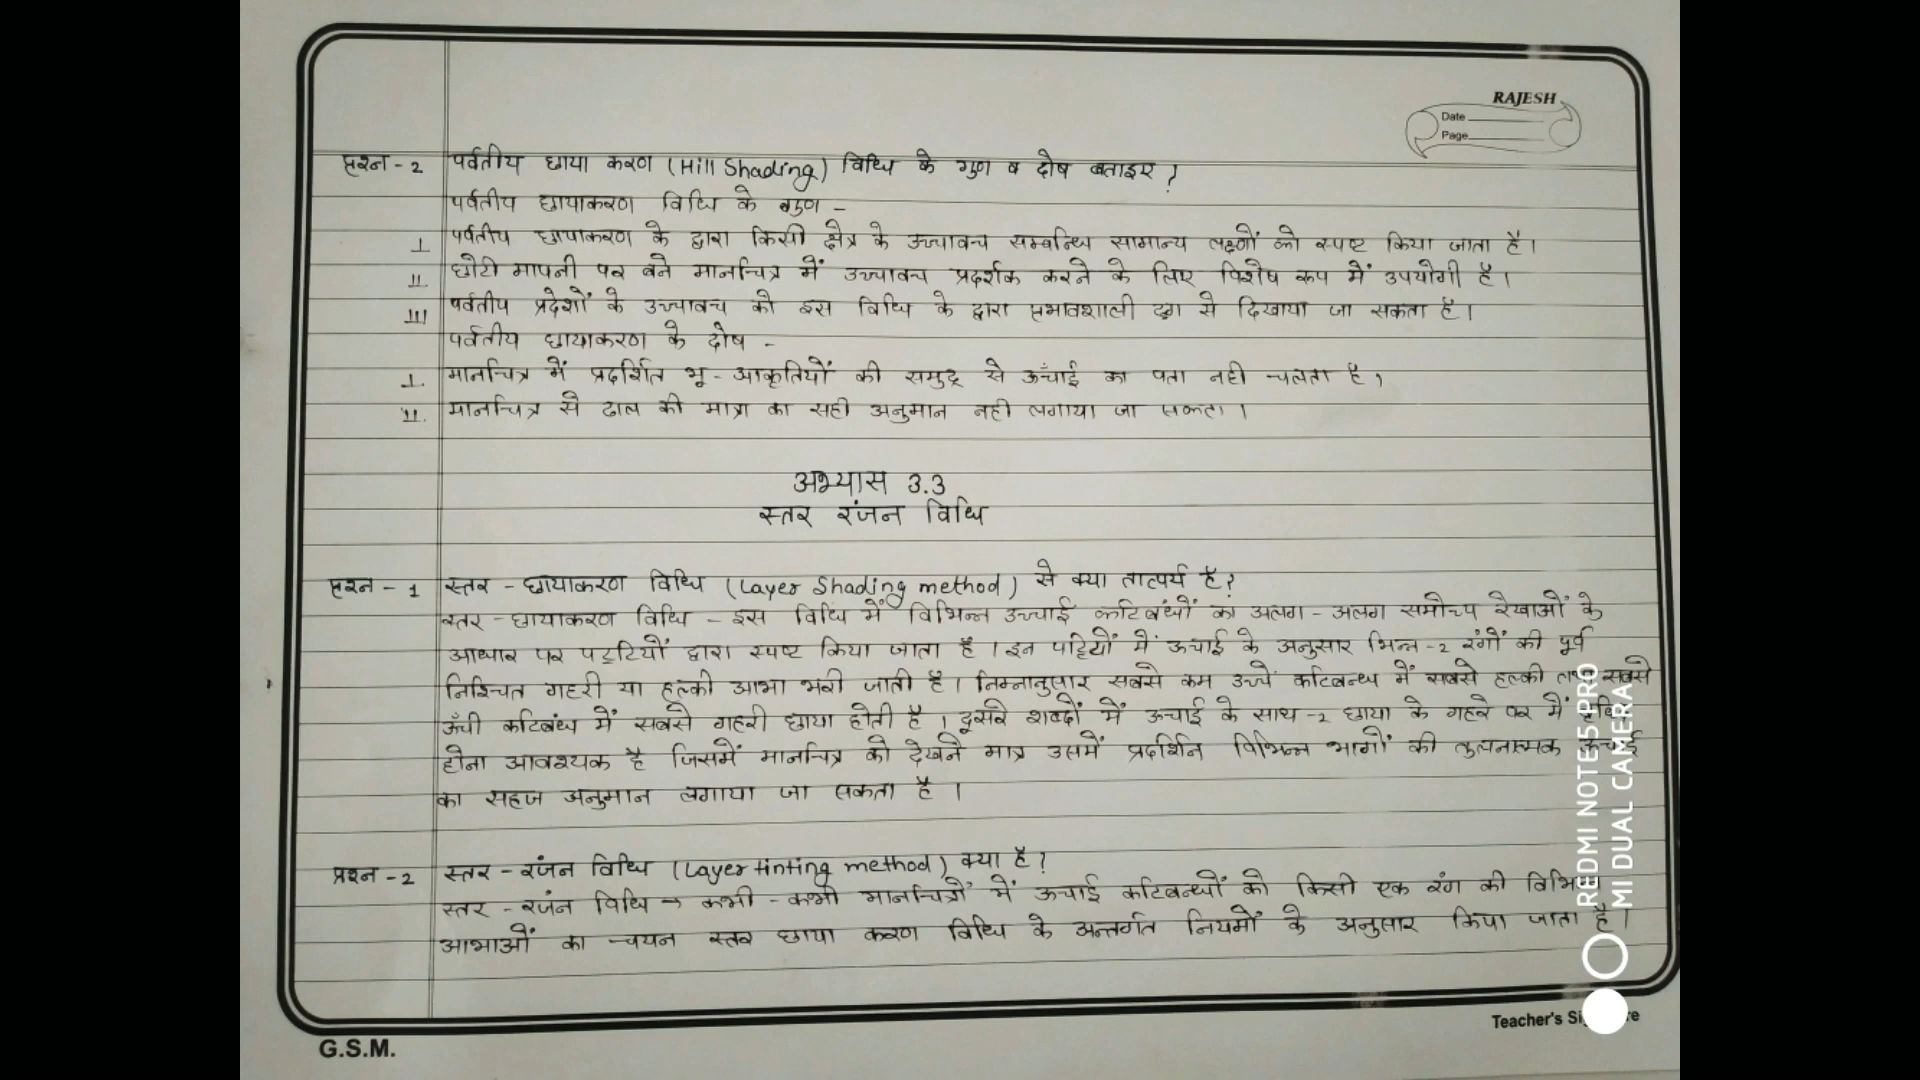 RAJESH
Date
Page
प्रश्न - 2 पर्वतीय छाया करण (Hill Shading) विधि के गुण व दोष बताइए ?
पर्वतीय छायाकरण विधि के गुण -
I पर्वतीय छायाकरण के द्वारा किसी क्षेत्र के उच्चावच सम्बन्धि सामान्य लक्ष्णों को स्पष्ट किया जाता है।
II छोटी मापनी पर बने मानचित्र में उच्चावच प्रदर्शक करने के लिए विशेष रूप में उपयोगी है।
III पर्वतीय प्रदेशों के उच्चावच को इस विधि के द्वारा प्रभावशाली ढ़ग से दिखाया जा सकता है।
पर्वतीय छायाकरण के दोष -
I. मानचित्र में प्रदर्शित भू - आकृतियों की समुद्र से ऊँचाई का पता नही चलता है,
II. मानचित्र से ढाल की मात्रा का सही अनुमान नही लगाया जा सकता।
अभ्यास 3.3
स्तर रंजन विधि
प्रश्न - 1 स्तर - छायाकरण विधि (Layer Shading method) से क्या तात्पर्य है?
स्तर - छायाकरण विधि - इस विधि में विभिन्न उच्चाई कटिबंधों का अलग - अलग समोच्च रेखाओं के
आधार पर पट्टियों द्वारा स्पष्ट किया जाता है। इन पट्टियों में ऊचाई के अनुसार भिन्न - 2 रंगों की पूर्व
निश्चित गहरी या हल्की आभा भरी जाती है। निम्नानुसार सबसे कम उच्चे कटिबन्ध में सबसे हल्की तथा सबसे
ऊँची कटिबंध में सबसे गहरी छाया होती है। दूसरे शब्दों में ऊचाई के साथ - 2 छाया के गहरे पर में
होना आवश्यक है जिसमें मानचित्र को देखने मात्र उसमें प्रदर्शिन विभिन्न भागों की तुलनात्मक ऊचाई
का सहज अनुमान लगाया जा सकता है।
प्रश्न - 2 स्तर - रंजन विधि (Layer tinting method) क्या है?
स्तर - रंजन विधि → कभी - कभी मानचित्रों में ऊचाई कटिबन्धों को किसी एक रंग की
आभाओं का चयन स्तर छाया करण विधि के अन्तर्गत नियमों के अनुसार किया जाता है।
REDMI NOTE 5 PRO
MI DUAL CAMERA
Teacher's
G.S.M.